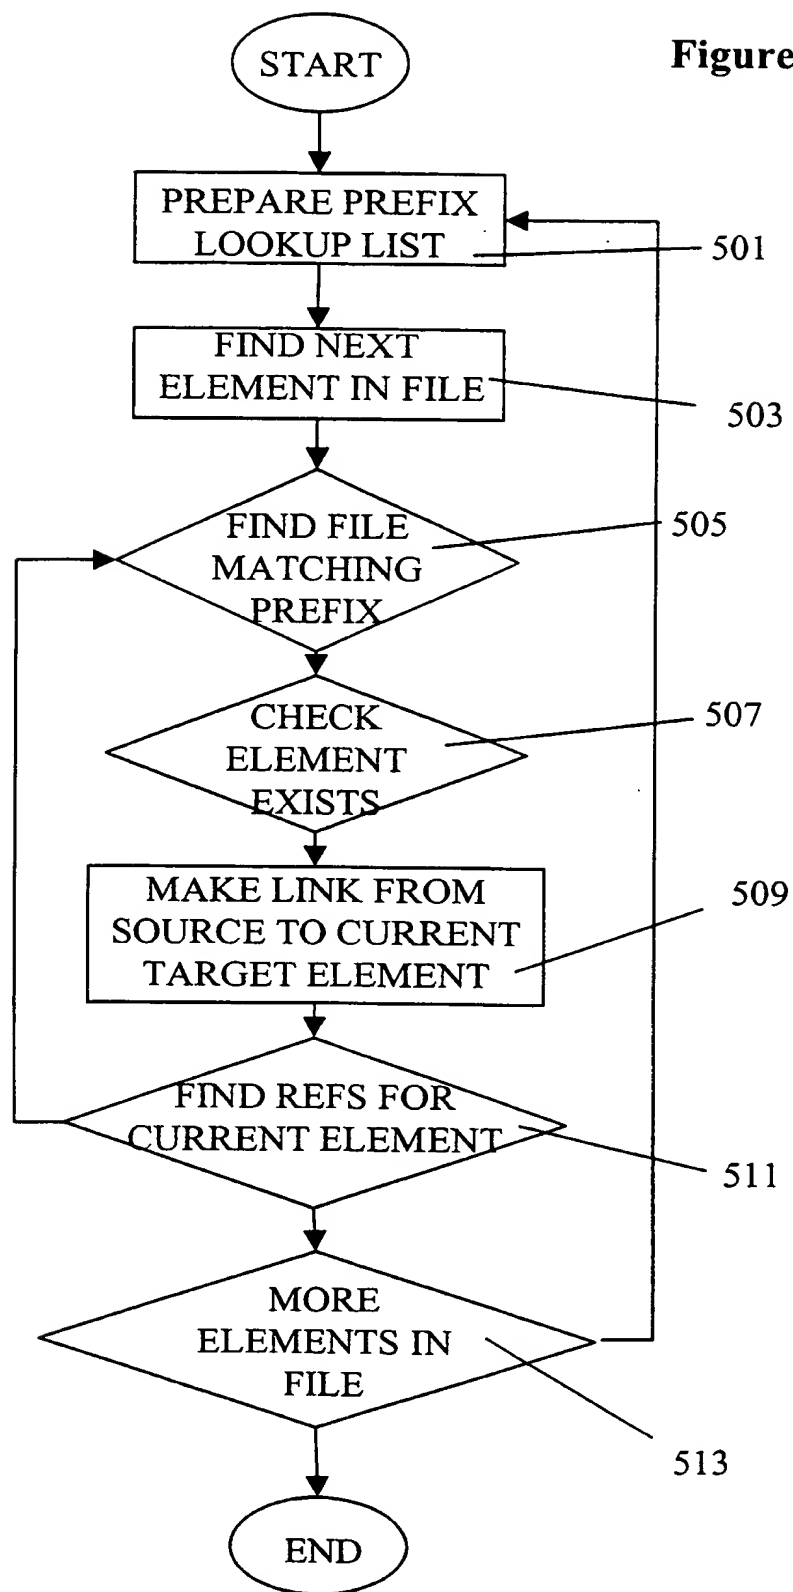 START
Figure
PREPARE PREFIX
LOOKUP LIST
501
FIND NEXT
ELEMENT IN FILE
503
FIND FILE
MATCHING
PREFIX
505
CHECK
ELEMENT
EXISTS
507
MAKE LINK FROM
SOURCE TO CURRENT
TARGET ELEMENT
509
FIND REFS FOR
CURRENT ELEMENT
511
MORE
ELEMENTS IN
FILE
513
END